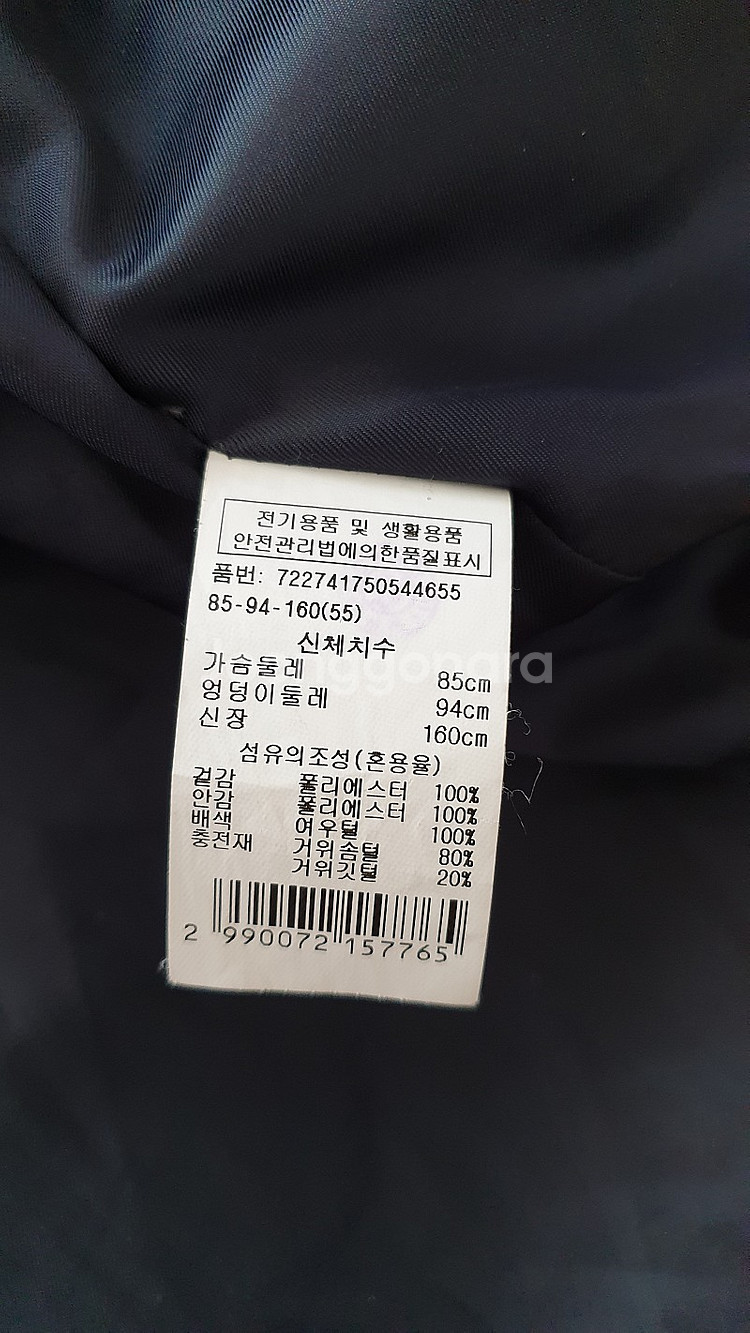 전기용품 및 생활용품
안전관리법에의한품질표시
품번: 722741750544655
85-94-160(55)
신체치수
가슴둘레 85cm
엉덩이둘레 94cm
신장 160cm
섬유의조성(혼용율)
겉감 폴리에스터 100%
안감 폴리에스터 100%
배색 여우털 100%
충전재 거위솜털 80%
거위깃털 20%
2 990072 157765